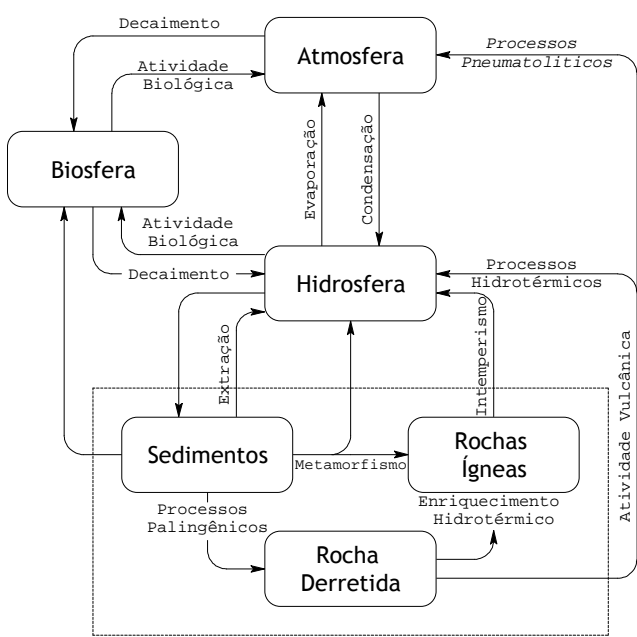 Decaimento
Atmosfera
Processos
Pneumatolíticos
Atividade
Biológica
Evaporação
Condensação
Biosfera
Atividade
Biológica
Decaimento
Hidrosfera
Processos
Hidrotérmicos
Extração
Intemperismo
Atividade Vulcânica
Sedimentos
Metamorfismo
Rochas
Ígneas
Processos
Palingênicos
Enriquecimento
Hidrotérmico
Rocha
Derretida